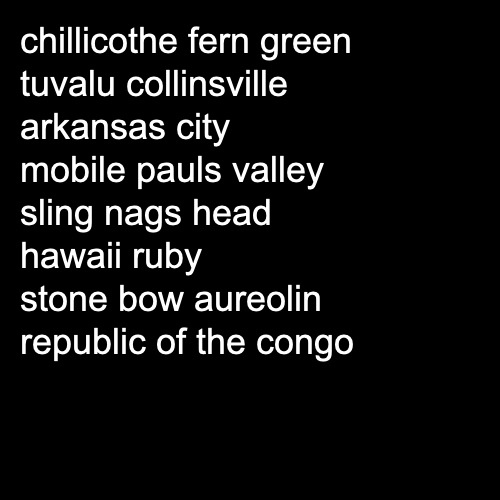 chillicothe fern green
tuvalu collinsville
arkansas city
mobile pauls valley
sling nags head
hawaii ruby
stone bow aureolin
republic of the congo